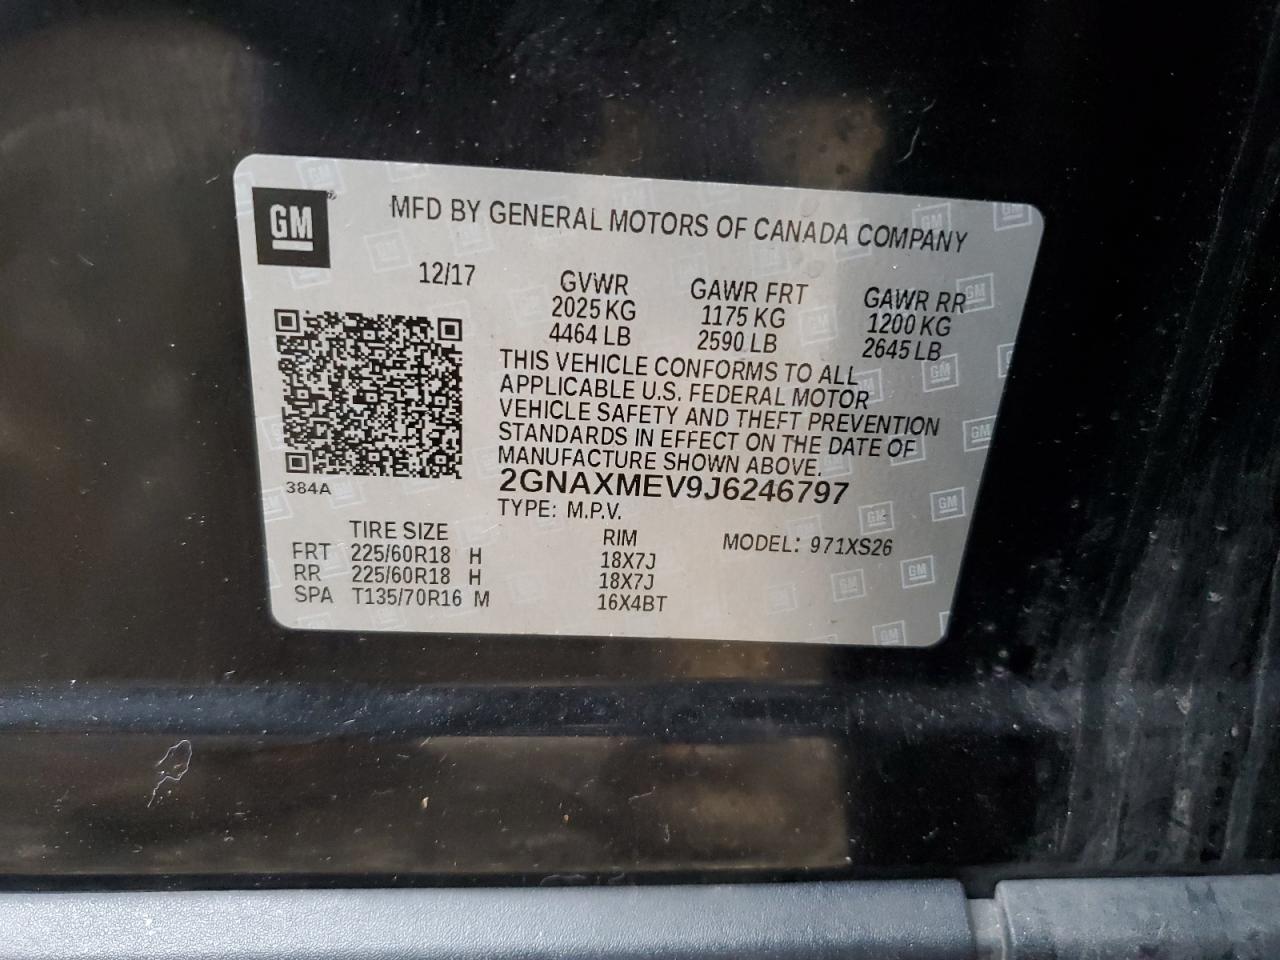 GM
MFD BY GENERAL MOTORS OF CANADA COMPANY
12/17
GVWR
2025 KG
4464 LB
GAWR FRT
1175 KG
2590 LB
GAWR RR
1200 KG
2645 LB
THIS VEHICLE CONFORMS TO ALL
APPLICABLE U.S. FEDERAL MOTOR
VEHICLE SAFETY AND THEFT PREVENTION
STANDARDS IN EFFECT ON THE DATE OF
MANUFACTURE SHOWN ABOVE.
2GNAXMEV9J6246797
TYPE: M.P.V.
384A
TIRE SIZE RIM MODEL: 971XS26
FRT 225/60R18 H 18X7J
RR 225/60R18 H 18X7J
SPA T135/70R16 M 16X4BT